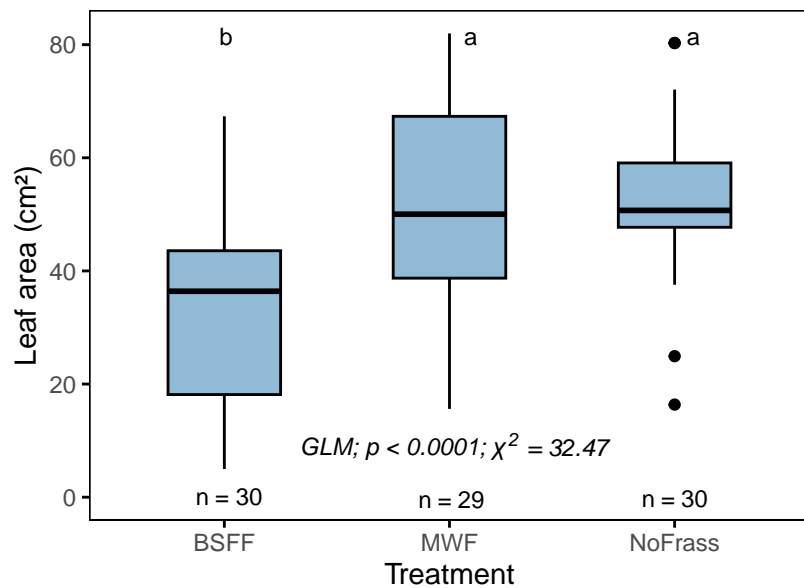 b a a
80
60
40
20
0
Leaf area (cm²)
GLM; p < 0.0001; χ² = 32.47
n = 30 n = 29 n = 30
BSFF MWF NoFrass
Treatment